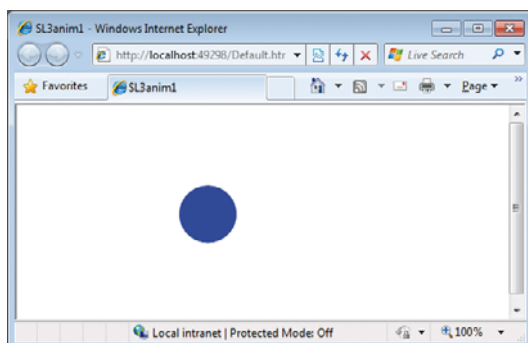 SL3anim1 - Windows Internet Explorer
http://localhost:49298/Default.htr
Live Search
Favorites
SL3anim1
Page
Local intranet | Protected Mode: Off
100%